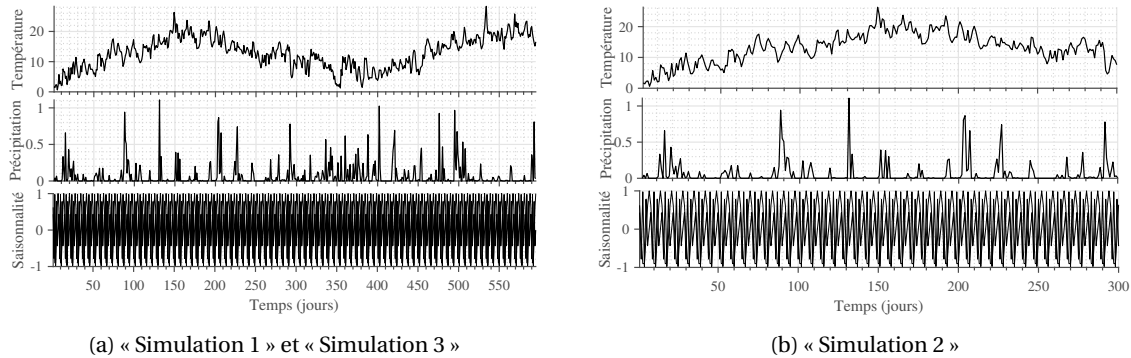 Température
20
10
0
Précipitation
1
0.5
0
Saisonnalité
1
0
-1
50 100 150 200 250 300 350 400 450 500 550
Temps (jours)
(a) « Simulation 1 » et « Simulation 3 »
Température
20
10
0
Précipitation
1
0.5
0
Saisonnalité
1
0
-1
50 100 150 200 250 300
Temps (jours)
(b) « Simulation 2 »